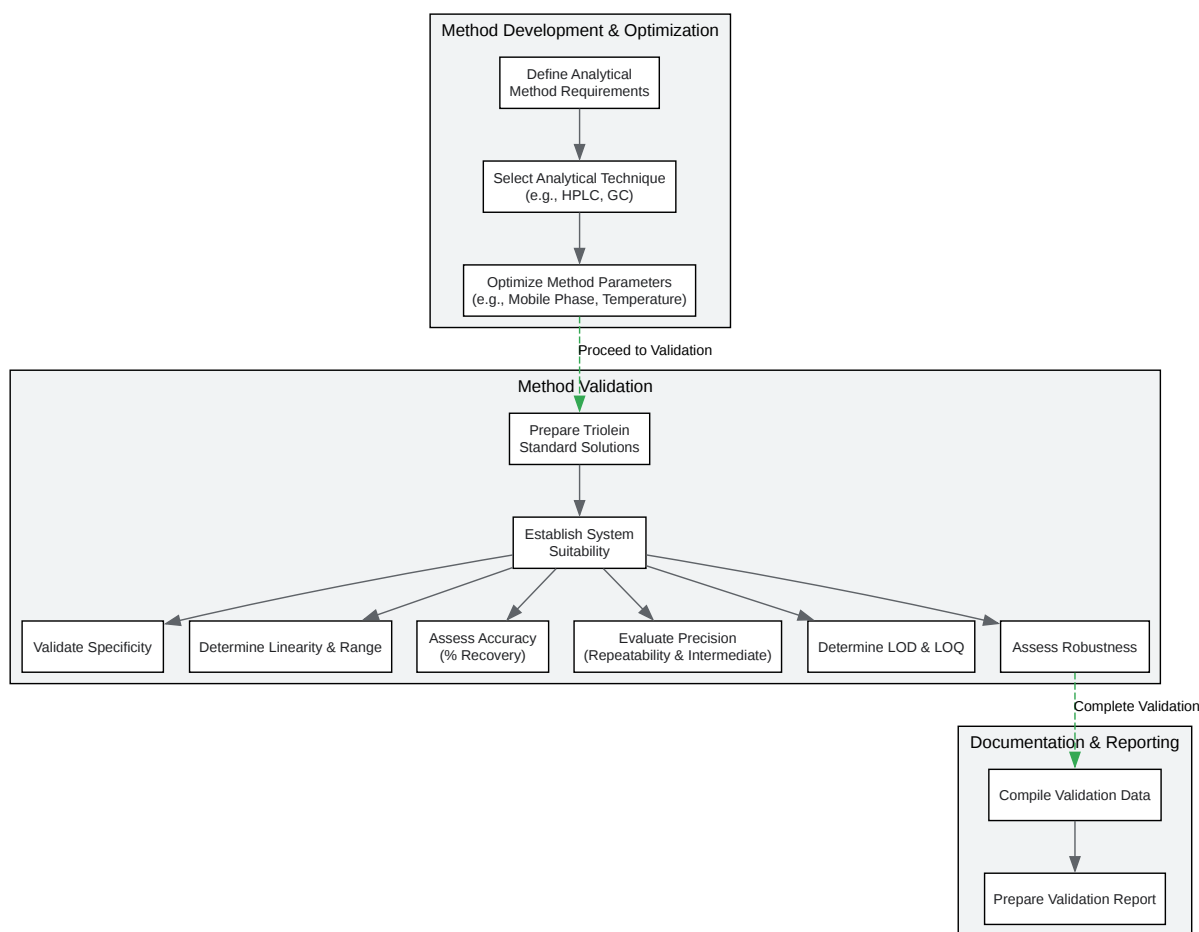 Method Development & Optimization
Define Analytical
Method Requirements
Select Analytical Technique
(e.g., HPLC, GC)
Optimize Method Parameters
(e.g., Mobile Phase, Temperature)
Proceed to Validation
Method Validation
Prepare Triolein
Standard Solutions
Establish System
Suitability
Validate Specificity
Determine Linearity & Range
Assess Accuracy
(% Recovery)
Evaluate Precision
(Repeatability & Intermediate)
Determine LOD & LOQ
Assess Robustness
Complete Validation
Documentation & Reporting
Compile Validation Data
Prepare Validation Report